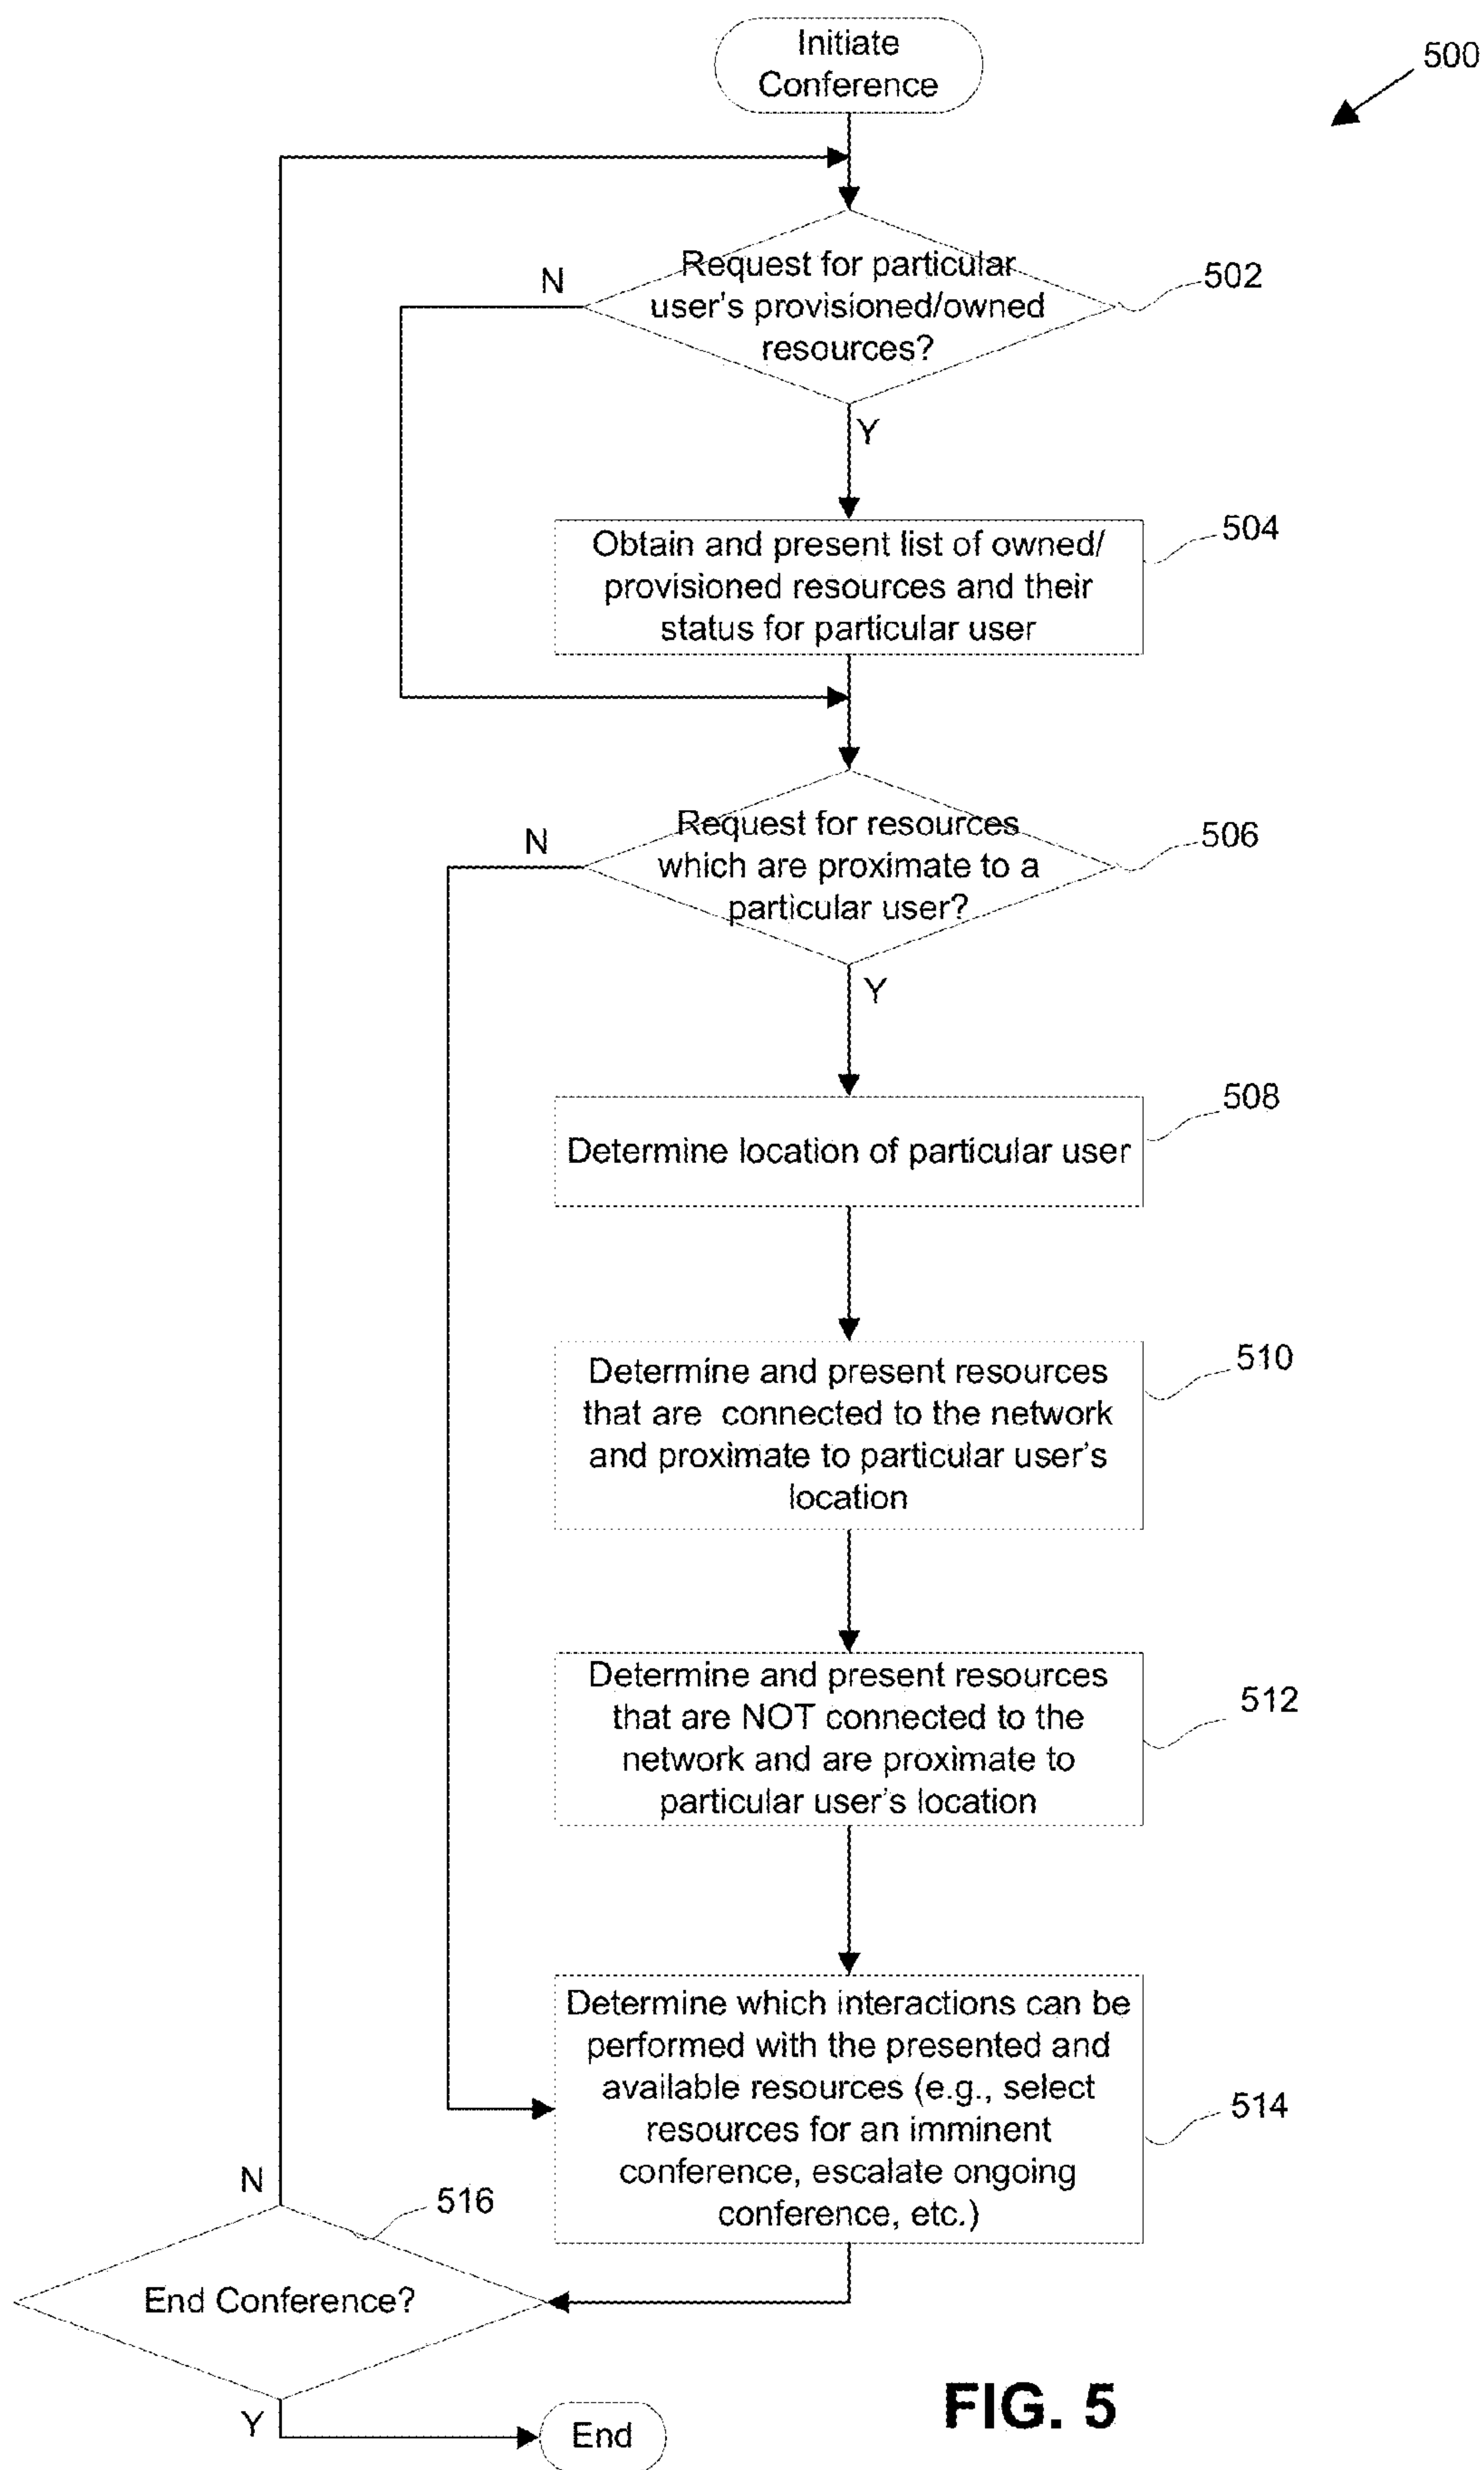 Initiate
Conference
500
Request for particular
user's provisioned/owned
resources?
N
502
Y
Obtain and present list of owned/
provisioned resources and their
status for particular user
504
Request for resources
which are proximate to a
particular user?
N
506
Y
Determine location of particular user
508
Determine and present resources
that are connected to the network
and proximate to particular user's
location
510
Determine and present resources
that are NOT connected to the
network and are proximate to
particular user's location
512
Determine which interactions can be
performed with the presented and
available resources (e.g., select
resources for an imminent
conference, escalate ongoing
conference, etc.)
514
N
516
End Conference?
Y
End
FIG. 5